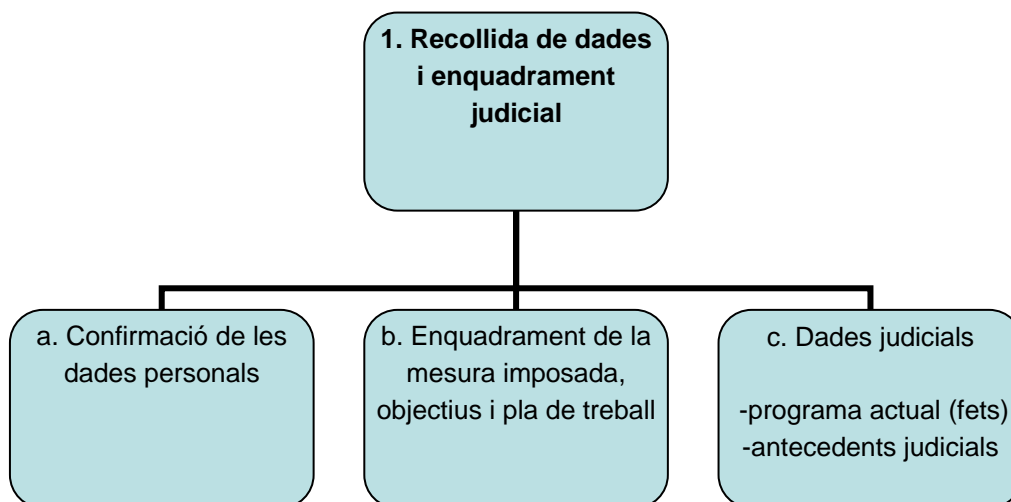 1. Recollida de dades
i enquadrament
judicial
a. Confirmació de les
dades personals
b. Enquadrament de la
mesura imposada,
objectius i pla de treball
c. Dades judicials
-programa actual (fets)
-antecedents judicials